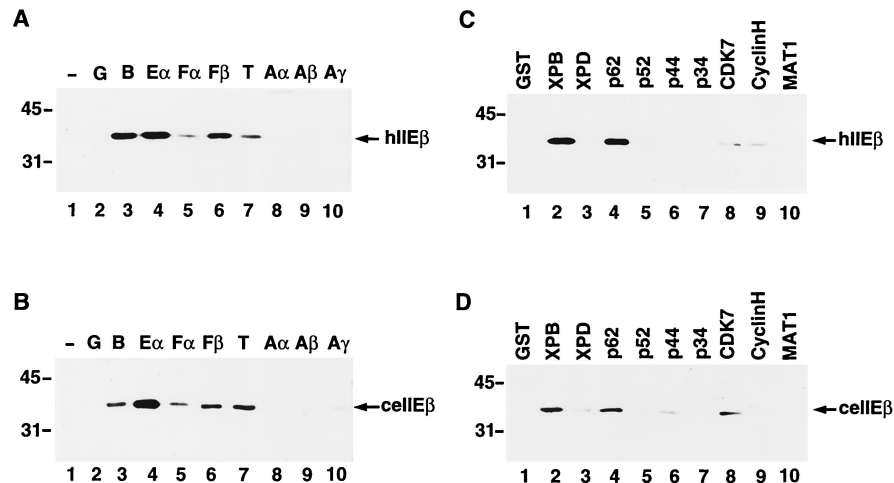 A
– G B Eα Fα Fβ T Aα Aβ Aγ
45–
hIIEβ
31–
1 2 3 4 5 6 7 8 9 10
B
– G B Eα Fα Fβ T Aα Aβ Aγ
45–
ceIIEβ
31–
1 2 3 4 5 6 7 8 9 10
C
GST XPB XPD p62 p52 p44 p34 CDK7 CyclinH MAT1
45–
hIIEβ
31–
1 2 3 4 5 6 7 8 9 10
D
GST XPB XPD p62 p52 p44 p34 CDK7 CyclinH MAT1
45–
ceIIEβ
31–
1 2 3 4 5 6 7 8 9 10